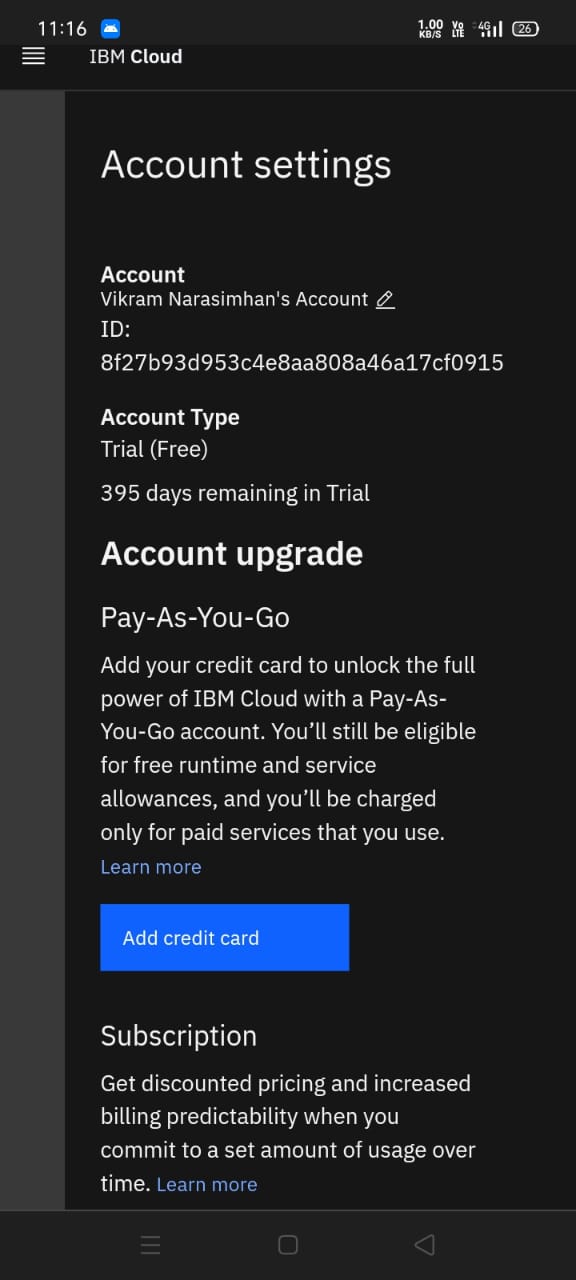 11:16 1.00 KB/S Vo LTE 4G 26
IBM Cloud
Account settings
Account
Vikram Narasimhan's Account
ID:
8f27b93d953c4e8aa808a46a17cf0915
Account Type
Trial (Free)
395 days remaining in Trial
Account upgrade
Pay-As-You-Go
Add your credit card to unlock the full
power of IBM Cloud with a Pay-As-
You-Go account. You’ll still be eligible
for free runtime and service
allowances, and you’ll be charged
only for paid services that you use.
Learn more
Add credit card
Subscription
Get discounted pricing and increased
billing predictability when you
commit to a set amount of usage over
time. Learn more